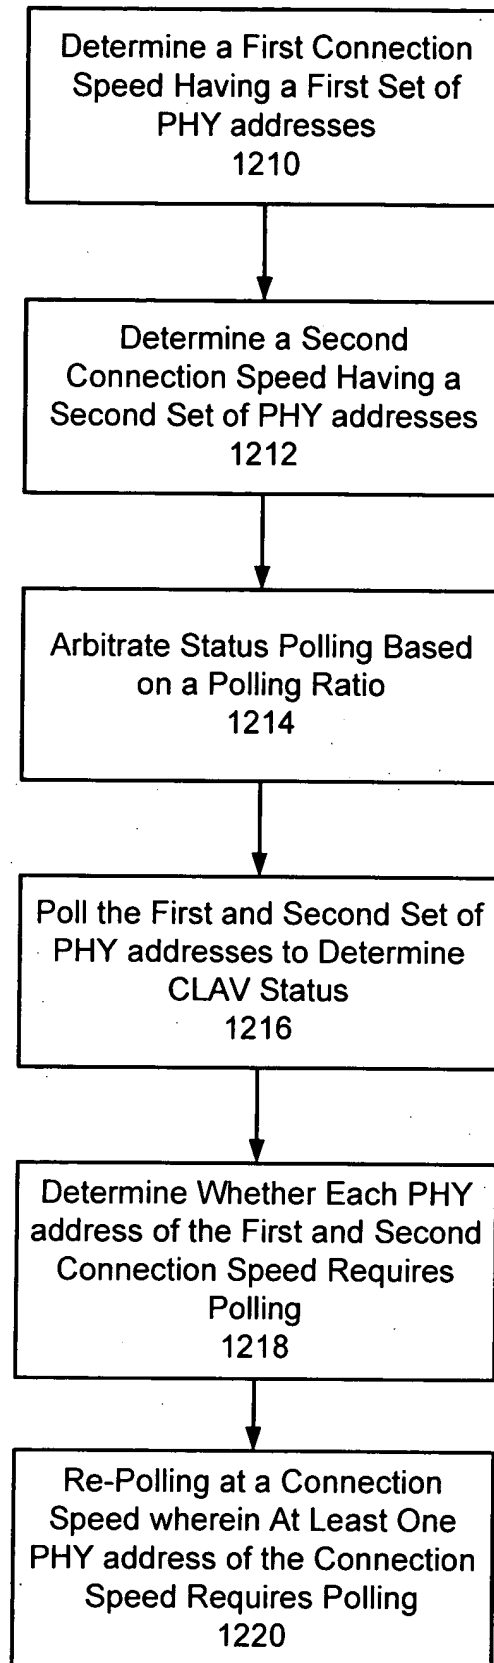 Determine a First Connection
Speed Having a First Set of
PHY addresses
1210
Determine a Second
Connection Speed Having a
Second Set of PHY addresses
1212
Arbitrate Status Polling Based
on a Polling Ratio
1214
Poll the First and Second Set of
PHY addresses to Determine
CLAV Status
1216
Determine Whether Each PHY
address of the First and Second
Connection Speed Requires
Polling
1218
Re-Polling at a Connection
Speed wherein At Least One
PHY address of the Connection
Speed Requires Polling
1220